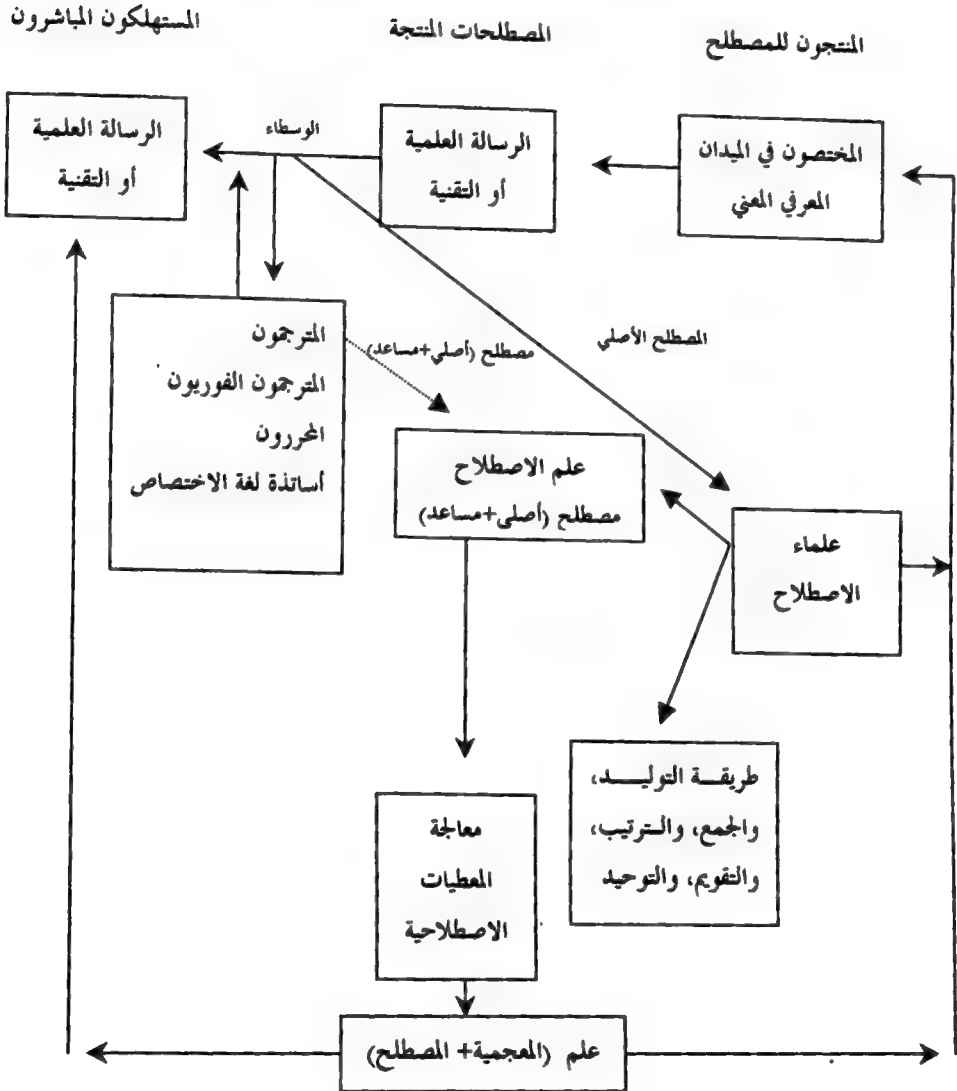 المنتجون للمصطلح
المصطلحات المنتجة
المستهلكون المباشرون
المختصون في الميدان
المعرفي المعني
الرسالة العلمية
أو التقنية
الوسطاء
الرسالة العلمية
أو التقنية
المصطلح الأصلي
مصطلح (أصلي+مساعد)
المترجمون
المترجمون الفوريون
المحررون
أساتذة لغة الاختصاص
علم الاصطلاح
مصطلح (أصلي+مساعد)
علماء
الاصطلاح
طريقـــة التوليـــد،
والجمع، والترتيب،
والتقويم، والتوحيد
معالجة
المعطيات
الاصطلاحية
علم (المعجمية+ المصطلح)